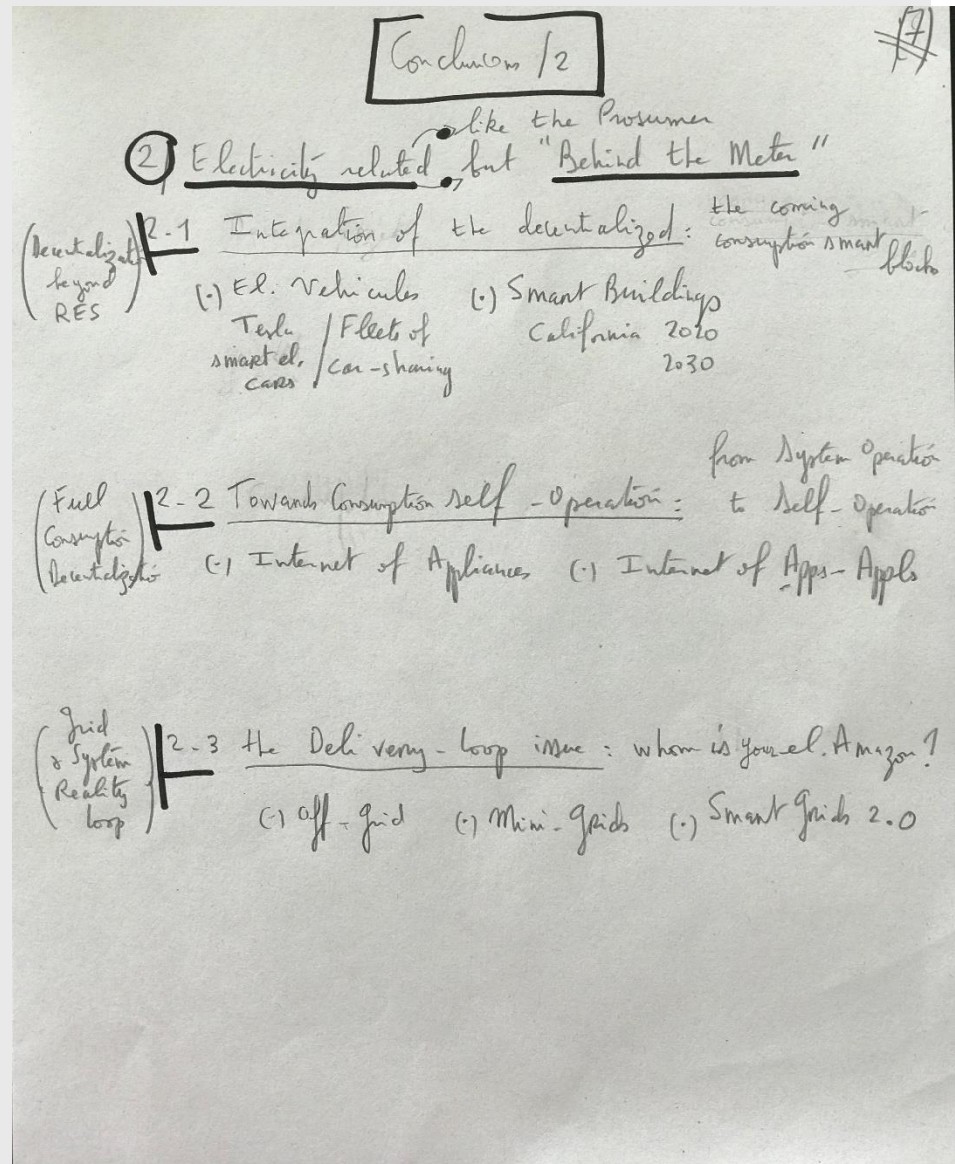 (7)
Conclusions /2
like the Prosumer
2) Electricity related, but "Behind the Meter"
(Decentralizatio beyond RES)
2-1 Integration of the decentralized: the coming consumption smart blocks
(.) El. Vehicules (.) Smart Buildings
Tesla smart el. cars / Fleets of car-sharing
California 2020
2030
(Full Consumptio Decentralizatio)
2-2 Towards Consumption self-Operation: from System Operation to Self-Operation
(.) Internet of Appliances (.) Internet of Apps-Appls
(Grid & System Reality loop)
2-3 the Delivery-loop issue: whom is your el. Amazon?
(.) Off-grid (.) Mini-Grids (.) Smart Grids 2.0